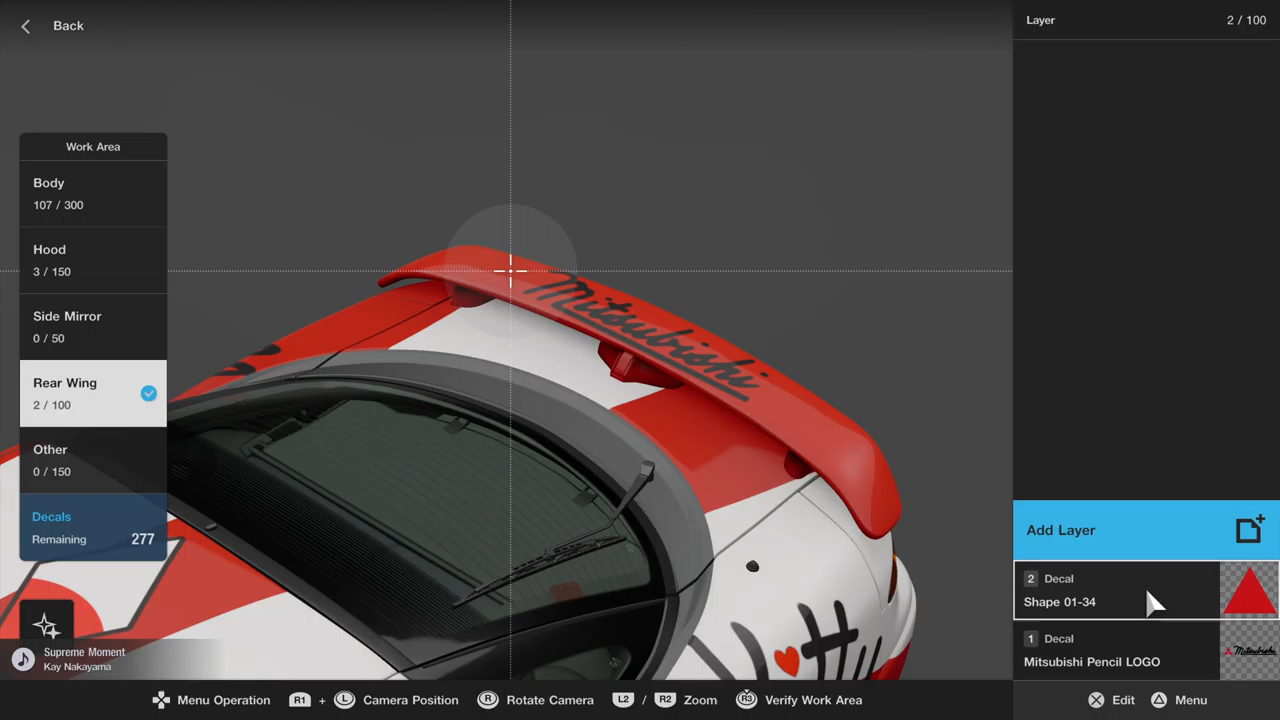 Back
Layer
2 / 100
Work Area
Body
107 / 300
Hood
3 / 150
Side Mirror
0 / 50
Rear Wing
2 / 100
Other
0 / 150
Decals
Remaining 277
Mitsubishi
Add Layer
2 Decal
Shape 01-34
1 Decal
Mitsubishi Pencil LOGO
Mitsubishi
Supreme Moment
Kay Nakayama
Menu Operation
R1 + L Camera Position
R Rotate Camera
L2 / R2 Zoom
R3 Verify Work Area
Edit
Menu